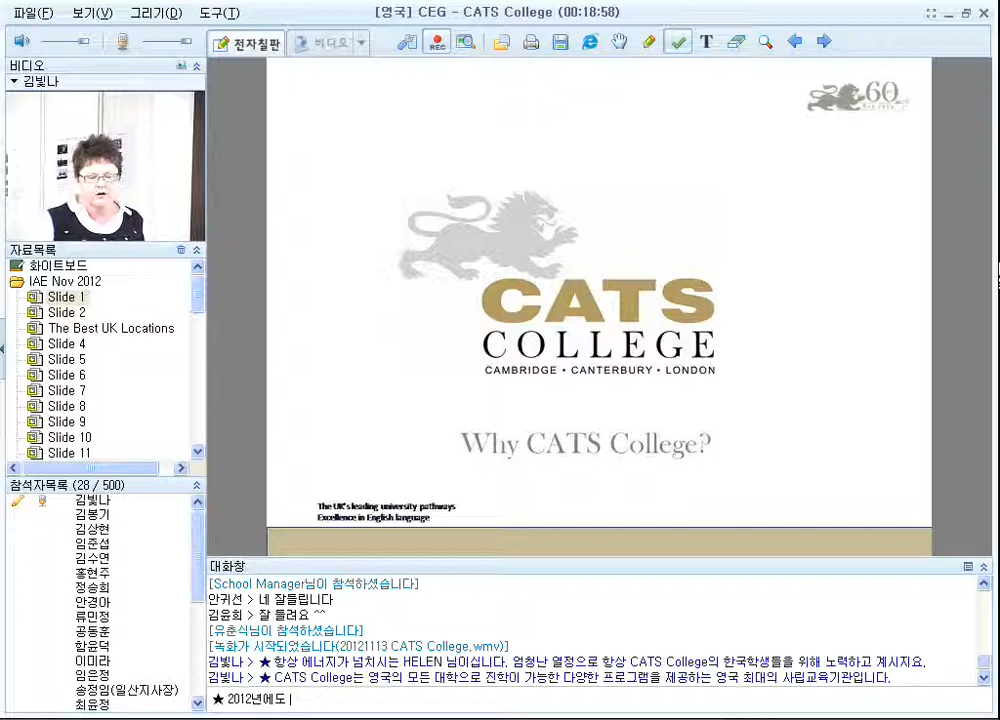 파일(F) 보기(V) 그리기(D) 도구(T) [영국] CEG - CATS College (00:18:58)
전자칠판 비디오 REC T
비디오
김빛나
60
CATS
COLLEGE
CAMBRIDGE • CANTERBURY • LONDON
Why CATS College?
The UK's leading university pathways
Excellence in English language
자료목록
화이트보드
IAE Nov 2012
Slide 1
Slide 2
The Best UK Locations
Slide 4
Slide 5
Slide 6
Slide 7
Slide 8
Slide 9
Slide 10
Slide 11
참석자목록 (28 / 500)
김빛나
김봉기
김상현
임준섭
김수연
홍현주
정승희
안경아
류민정
공동훈
함윤덕
이미라
임은정
송정임(일산지사장)
최윤정
대화창
[School Manager님이 참석하셨습니다]
안귀선 > 네 잘들립니다
김윤희 > 잘 들려요 ^^
[유춘식님이 참석하셨습니다]
[녹화가 시작되었습니다(20121113 CATS College.wmv)]
김빛나 > ★ 항상 에너지가 넘치시는 HELEN 님이십니다. 엄청난 열정으로 항상 CATS College의 한국학생들을 위해 노력하고 계시지요.
김빛나 > ★ CATS College는 영국의 모든 대학으로 진학이 가능한 다양한 프로그램을 제공하는 영국 최대의 사립교육기관입니다.
★ 2012년에도